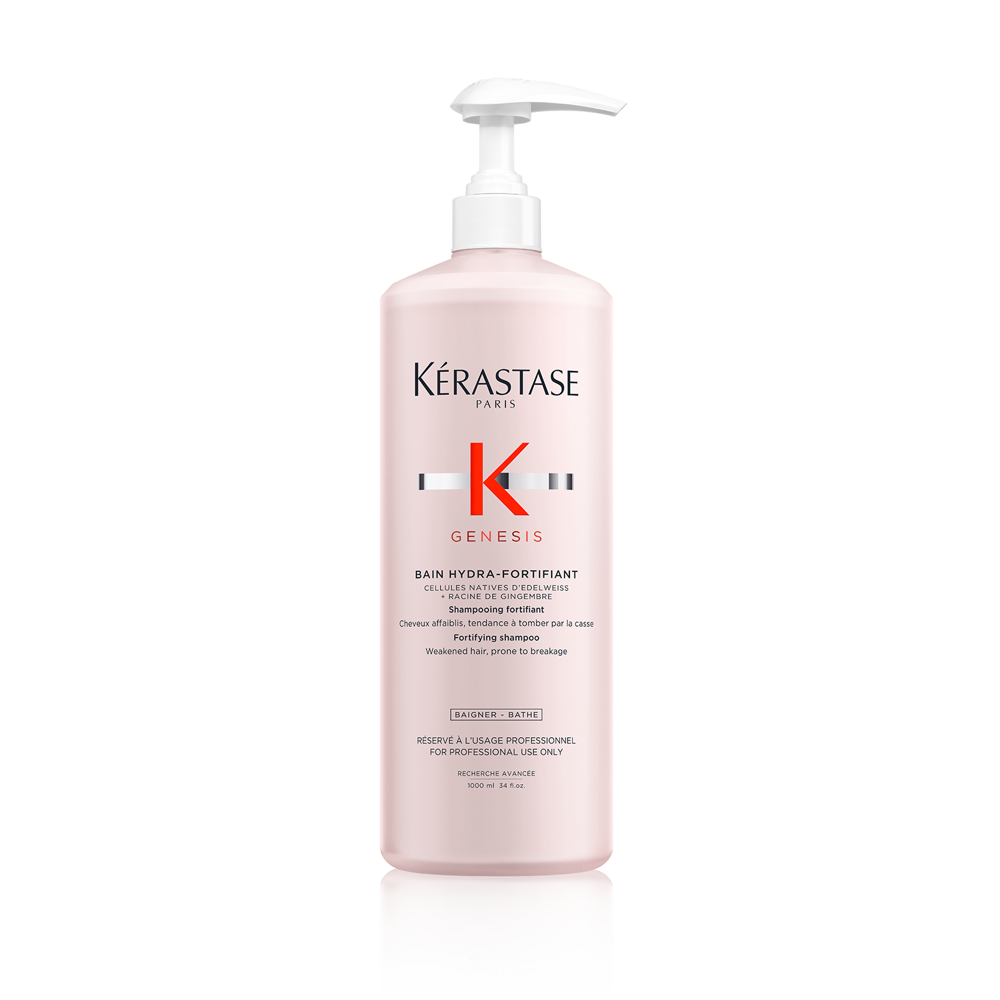 KÉRASTASE
PARIS
K
GENESIS
BAIN HYDRA-FORTIFIANT
CELLULES NATIVES D'EDELWEISS
+ RACINE DE GINGEMBRE
Shampooing fortifiant
Cheveux affaiblis, tendance à tomber par la casse
Fortifying shampoo
Weakened hair, prone to breakage
BAIGNER - BATHE
RÉSERVÉ À L'USAGE PROFESSIONNEL
FOR PROFESSIONAL USE ONLY
RECHERCHE AVANCÉE
1000 ml 34 fl.oz.